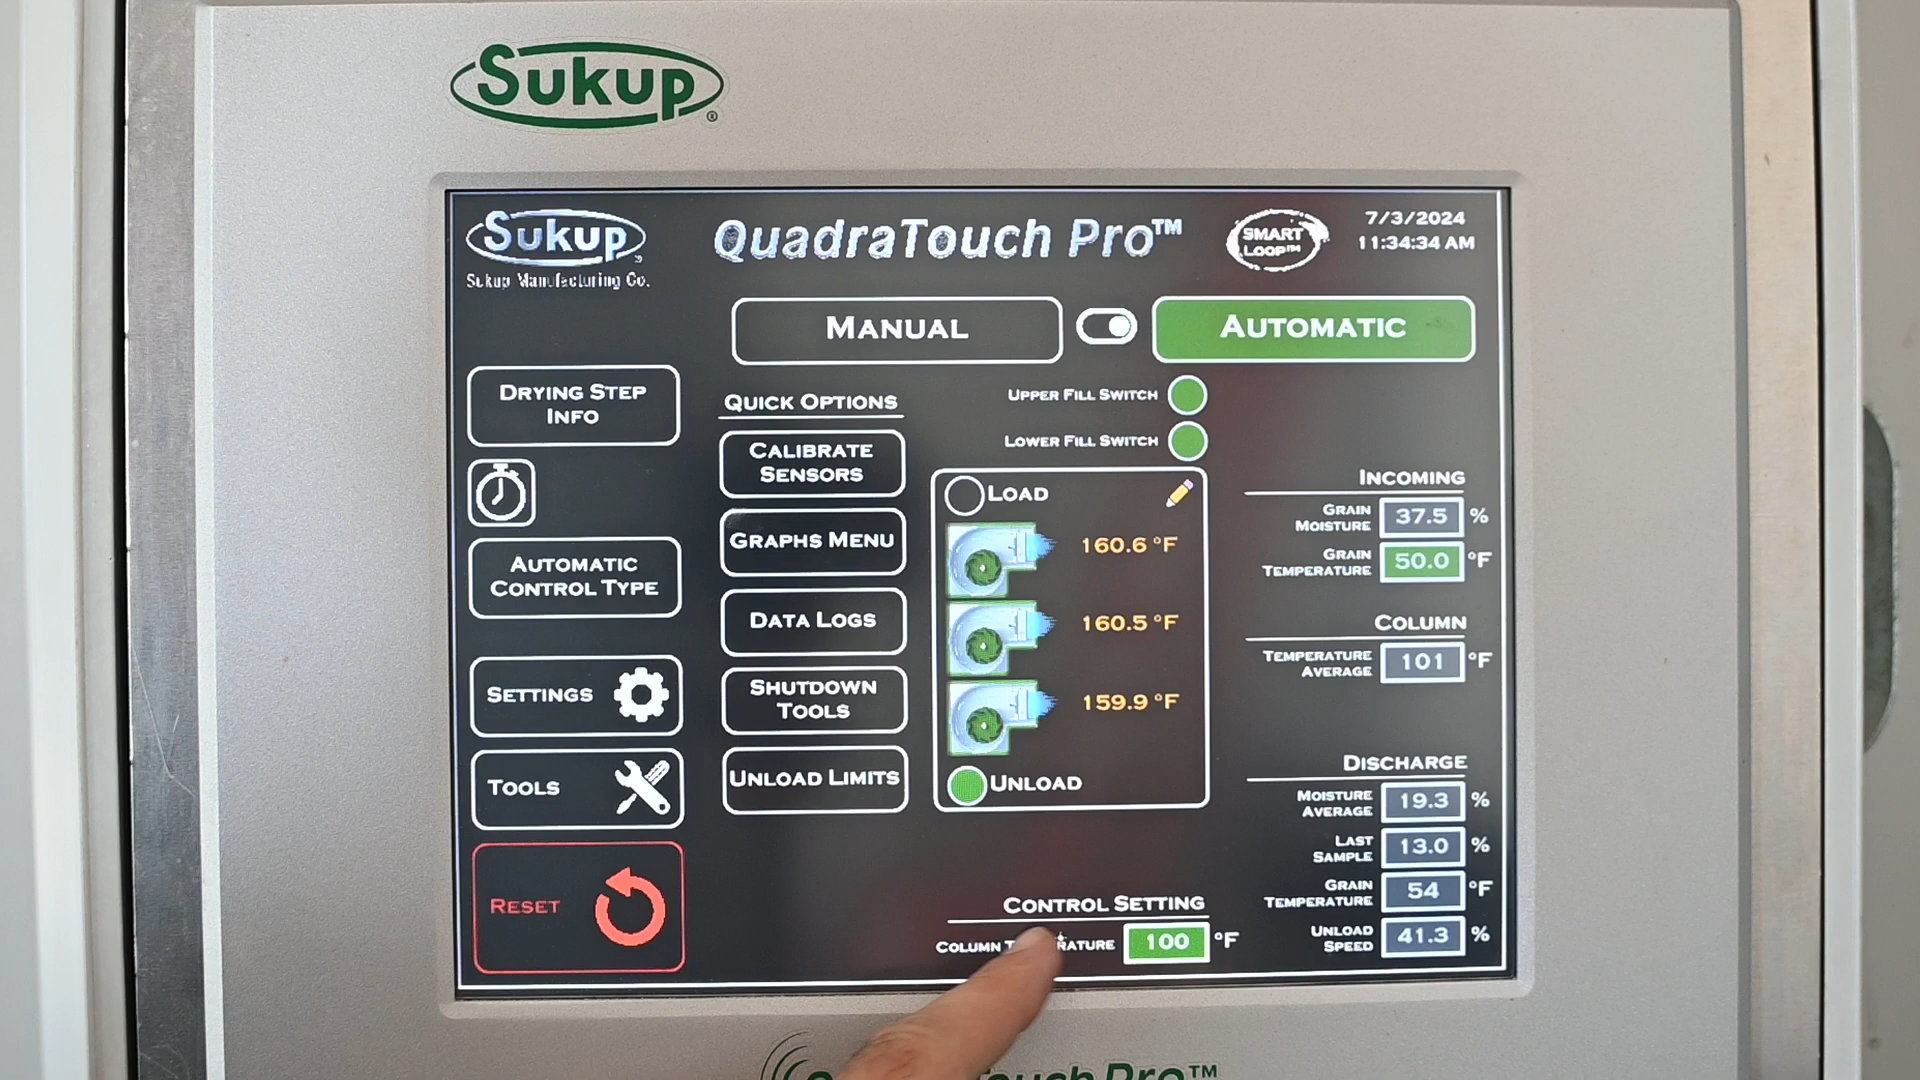 Sukup®
Sukup
Sukup Manufacturing Co.
QuadraTouch Pro™
SMART
LOOP™
7/3/2024
11:34:34 AM
MANUAL
AUTOMATIC
DRYING STEP
INFO
AUTOMATIC
CONTROL TYPE
SETTINGS
TOOLS
RESET
QUICK OPTIONS
CALIBRATE
SENSORS
GRAPHS MENU
DATA LOGS
SHUTDOWN
TOOLS
UNLOAD LIMITS
UPPER FILL SWITCH
LOWER FILL SWITCH
LOAD
160.6 °F
160.5 °F
159.9 °F
UNLOAD
CONTROL SETTING
COLUMN 100 °F
INCOMING
GRAIN
MOISTURE 37.5 %
GRAIN
TEMPERATURE 50.0 °F
COLUMN
TEMPERATURE
AVERAGE 101 °F
DISCHARGE
MOISTURE
AVERAGE 19.3 %
LAST
SAMPLE 13.0 %
GRAIN
TEMPERATURE 54 °F
UNLOAD
SPEED 41.3 %
Pro™